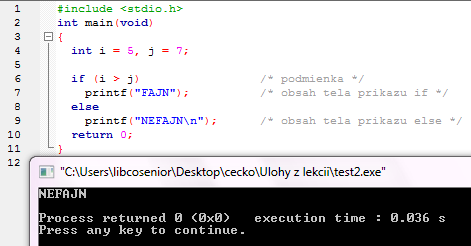 1 #include <stdio.h>
2 int main(void)
3 {
4 int i = 5, j = 7;
5
6 if (i > j) /* podmienka */
7 printf("FAJN"); /* obsah tela prikazu if */
8 else
9 printf("NEFAJN\n"); /* obsah tela prikazu else */
10 return 0;
11 }
12
"C:\Users\libcosenior\Desktop\cecko\Ulohy z lekcii\test2.exe"
NEFAJN
Process returned 0 (0x0) execution time : 0.036 s
Press any key to continue.